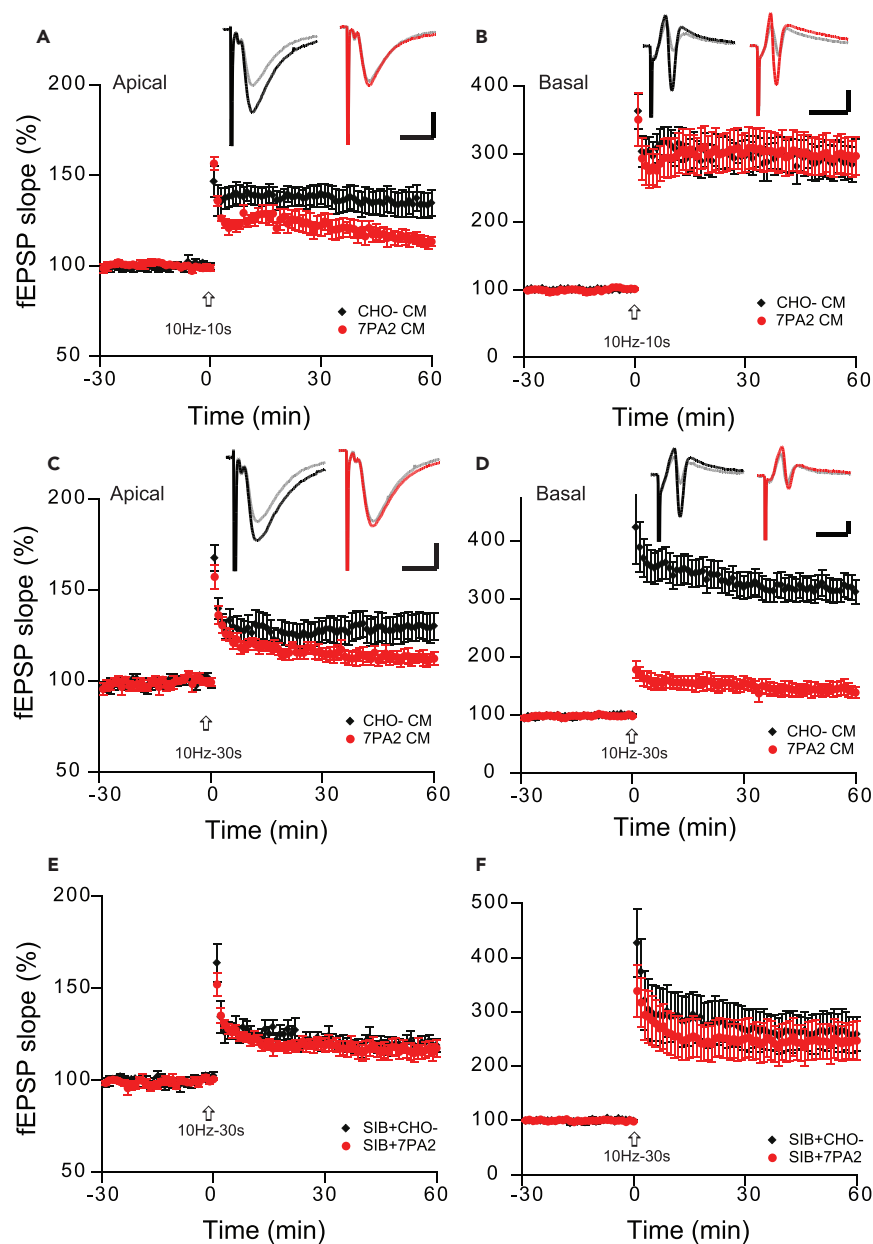 A
Apical
200
150
100
50
fEPSP slope (%)
10Hz-10s
CHO- CM
7PA2 CM
-30
0
30
60
Time (min)
B
Basal
400
300
200
100
0
10Hz-10s
CHO- CM
7PA2 CM
-30
0
30
60
Time (min)
C
Apical
200
150
100
50
fEPSP slope (%)
10Hz-30s
CHO- CM
7PA2 CM
-30
0
30
60
Time (min)
D
Basal
400
300
200
100
0
10Hz-30s
CHO- CM
7PA2 CM
-30
0
30
60
Time (min)
E
200
150
100
50
fEPSP slope (%)
10Hz-30s
SIB+CHO-
SIB+7PA2
-30
0
30
60
Time (min)
F
500
400
300
200
100
0
10Hz-30s
SIB+CHO-
SIB+7PA2
-30
0
30
60
Time (min)